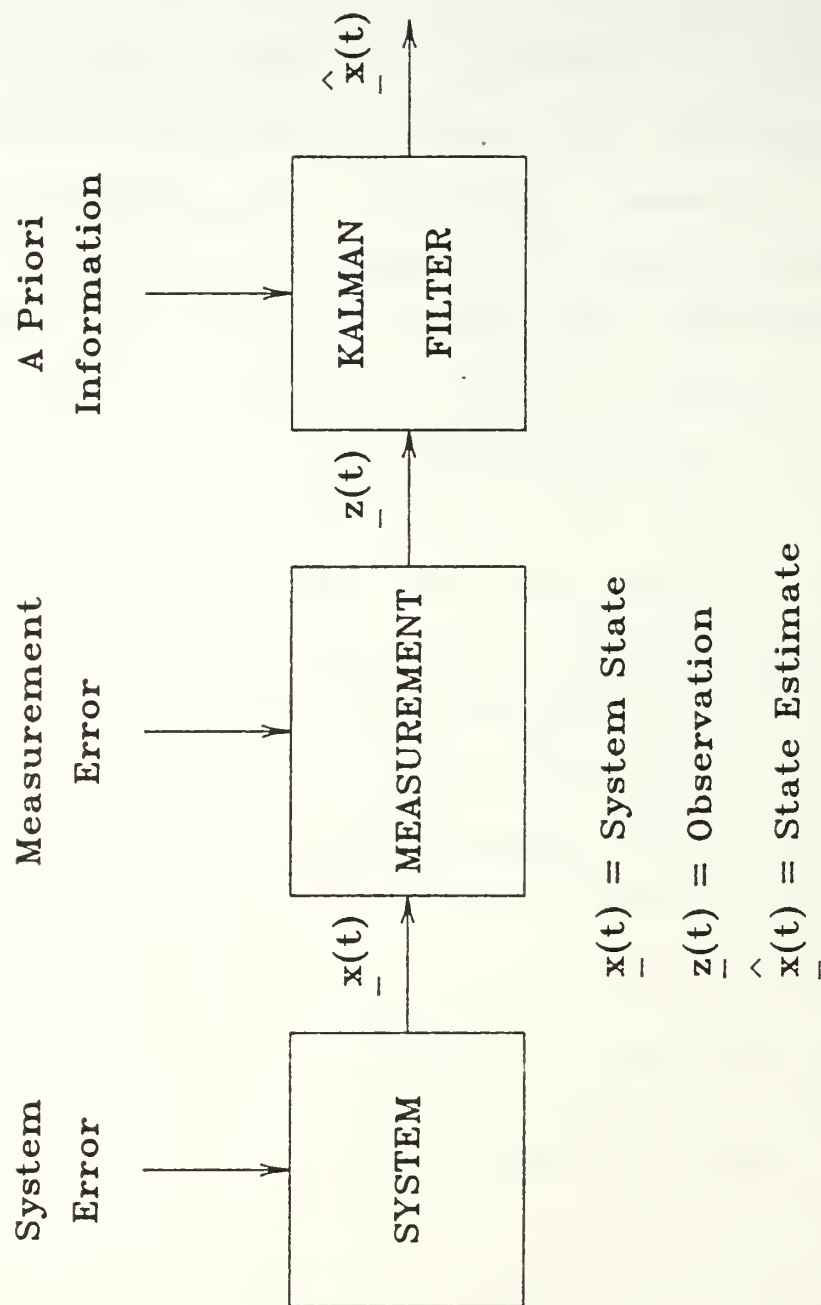 System
Error
Measurement
Error
A Priori
Information
SYSTEM
x(t)
MEASUREMENT
z(t)
KALMAN
FILTER
x̂(t)
x(t) = System State
z(t) = Observation
x̂(t) = State Estimate